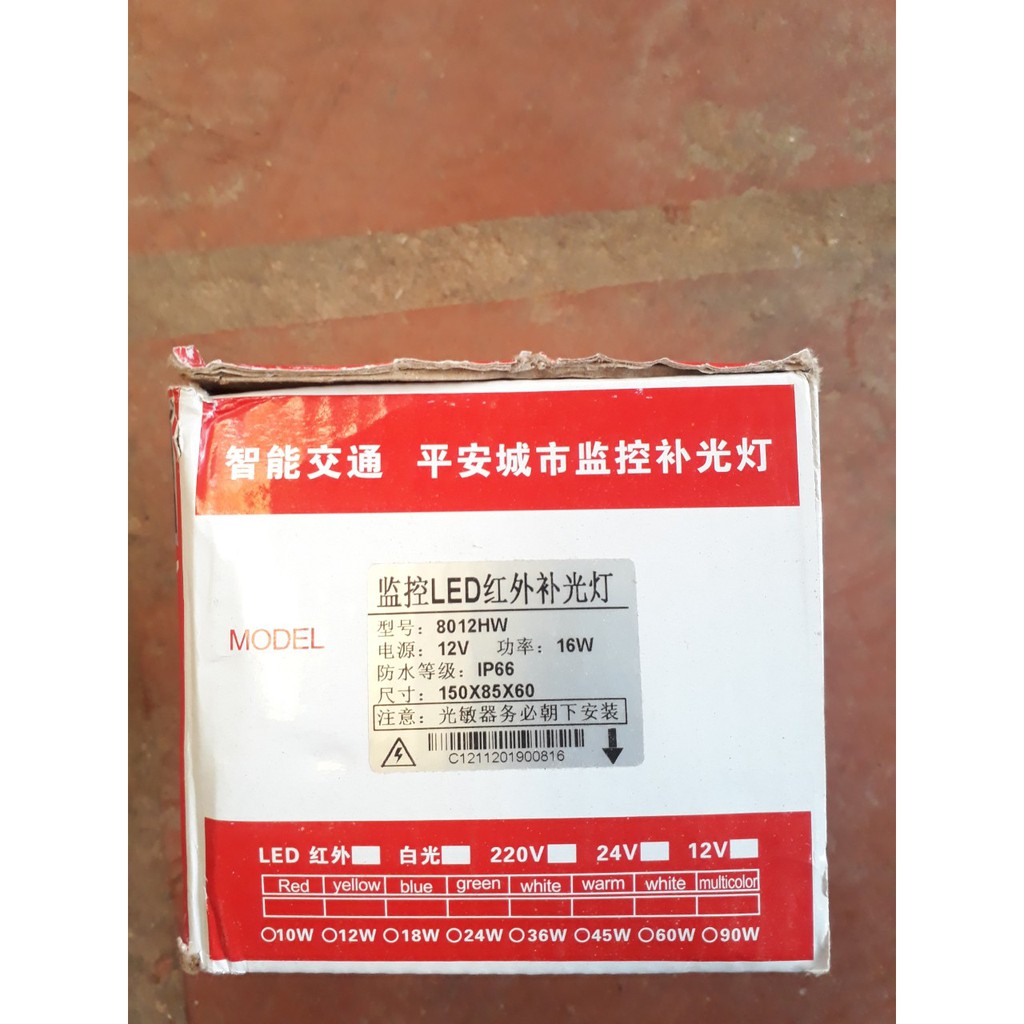 智能交通 平安城市监控补光灯
监控LED红外补光灯
MODEL
型号：8012HW
电源：12V 功率：16W
防水等级：IP66
尺寸：150X85X60
注意：光敏器务必朝下安装
C1211201900816
LED 红外 白光 220V 24V 12V
Red yellow blue green white warm white multicolor
10W 12W 18W 24W 36W 45W 60W 90W